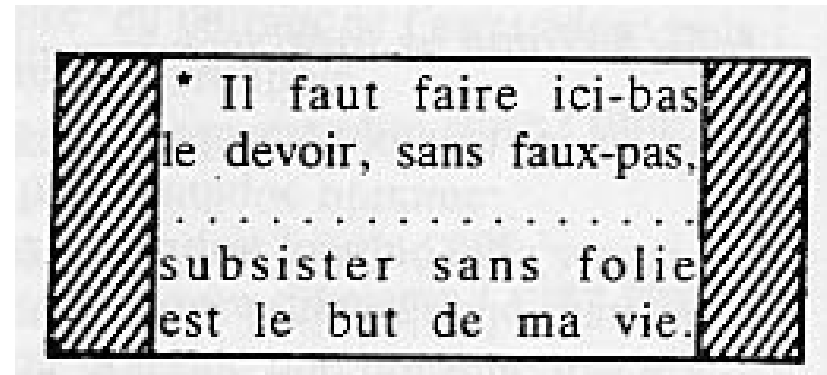 * Il faut faire ici-bas
le devoir, sans faux-pas,
. . . . . . . . . . . . . . . . . .
subsister sans folie
est le but de ma vie.